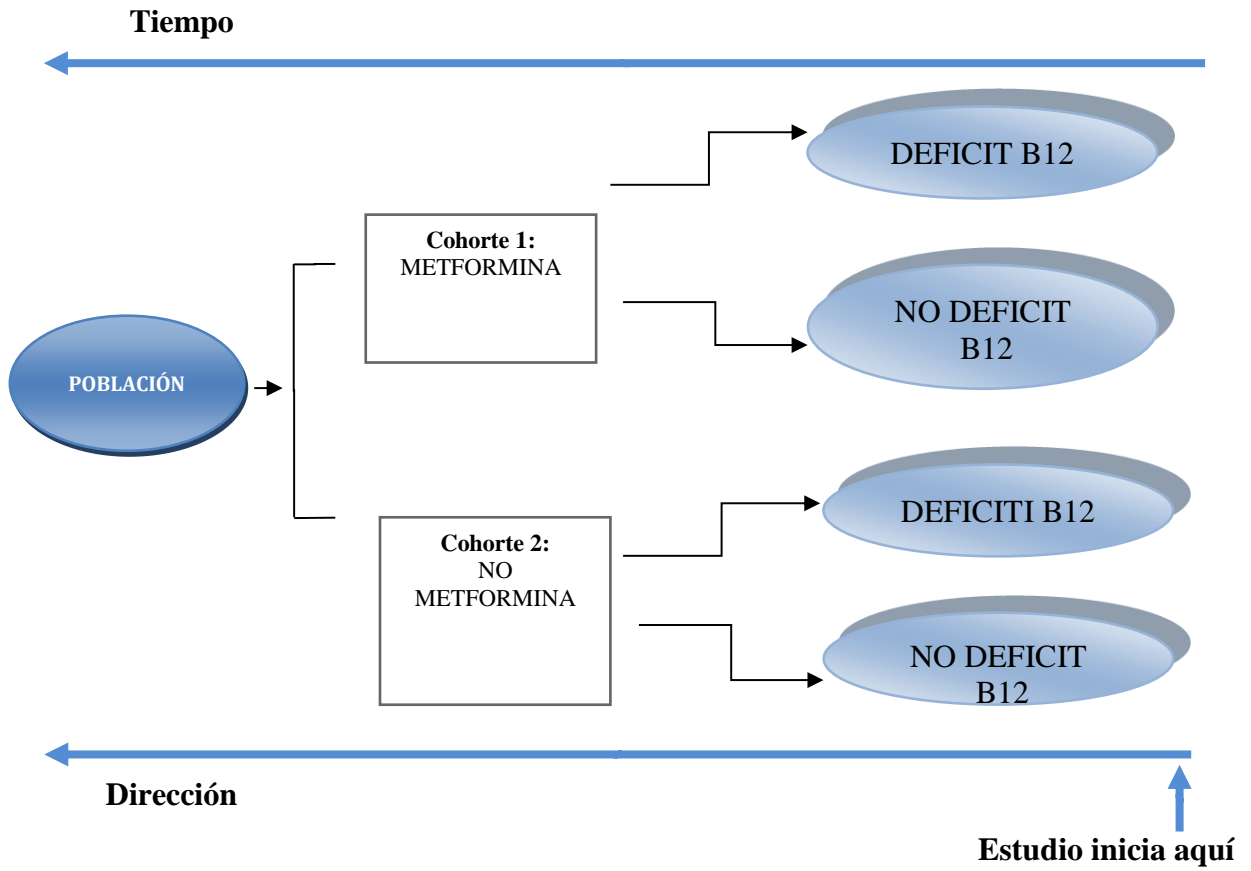 Tiempo
DEFICIT B12
Cohorte 1:
METFORMINA
NO DEFICIT
B12
POBLACIÓN
DEFICITI B12
Cohorte 2:
NO
METFORMINA
NO DEFICIT
B12
Dirección
Estudio inicia aquí